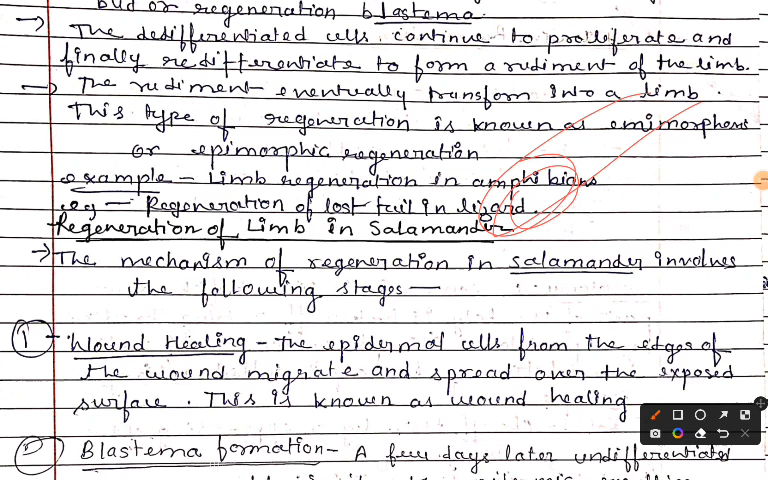 bud or regeneration blastema.
→ The dedifferentiated cells continue to proliferate and
finally redifferentiate to form a rudiment of the limb.
→ The rudiment eventually transform into a limb.
This type of regeneration is known as
or epimorphic regeneration
example - Limb regeneration in amphibians
eg - Regeneration of lost tail in lizard.
Regeneration of Limb in Salamander
→ The mechanism of regeneration in salamander involves
the following stages —
1 - Wound Healing - The epidermal cells from the edges of
the wound migrate and spread over the exposed
surface. This is known as wound healing
2 Blastema formation - A few days later undifferentiated